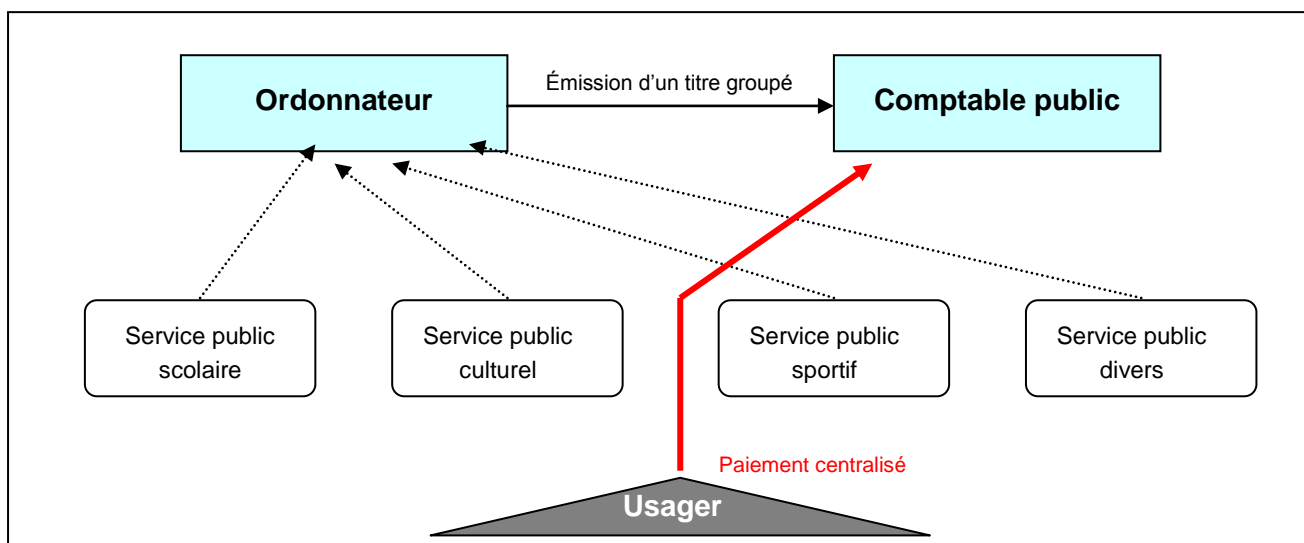 Émission d’un titre groupé
Ordonnateur
Comptable public
Service public
scolaire
Service public
culturel
Service public
sportif
Service public
divers
Paiement centralisé
Usager